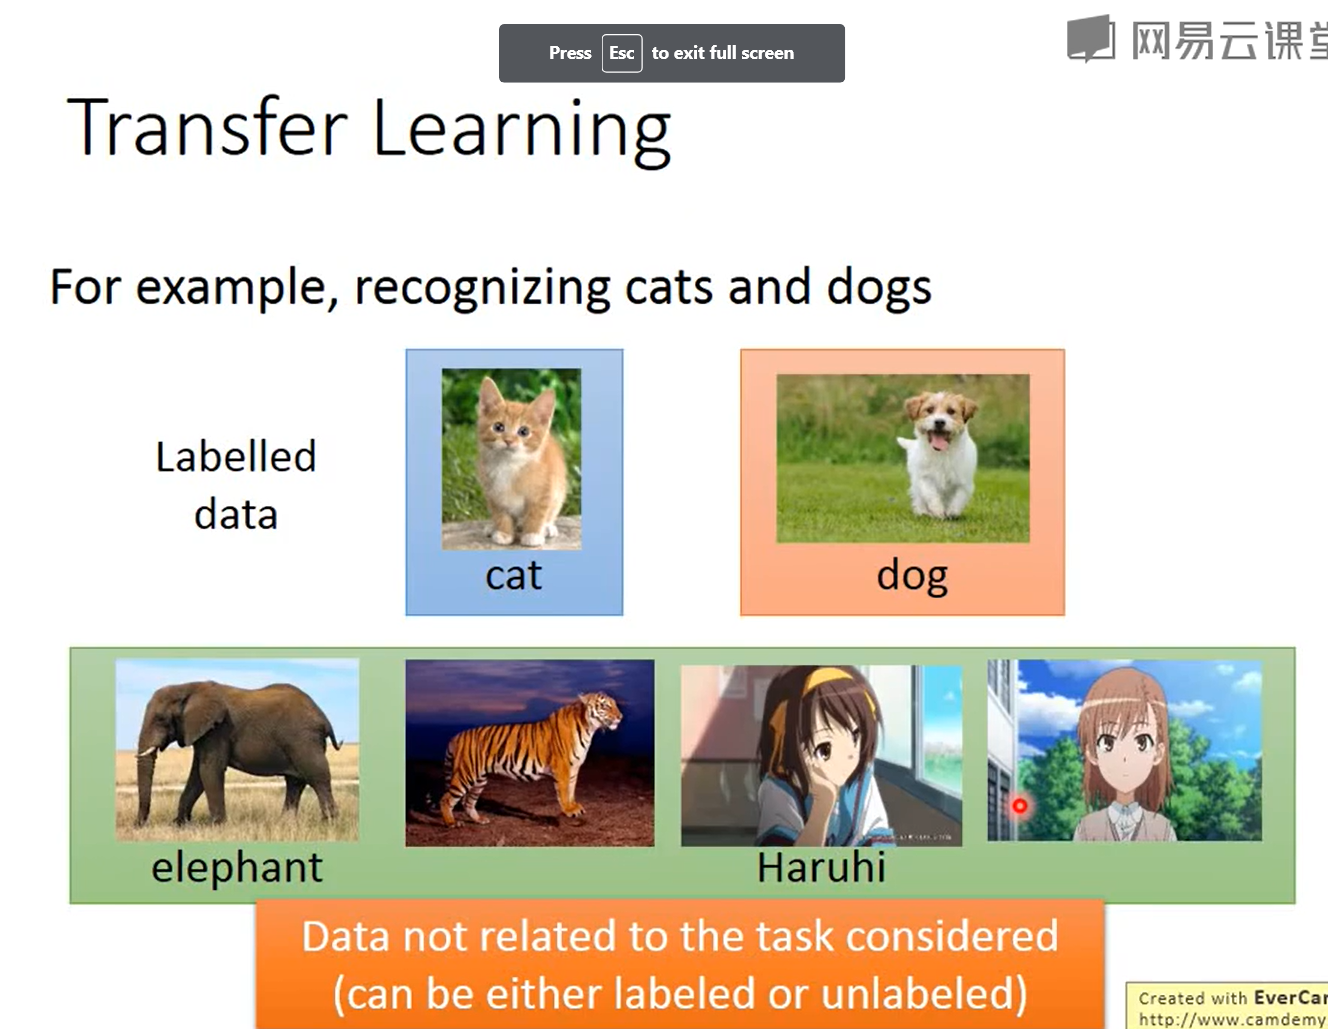 Press Esc to exit full screen
网易云课堂
Transfer Learning
For example, recognizing cats and dogs
Labelled
data
cat
dog
elephant
Haruhi
Data not related to the task considered
(can be either labeled or unlabeled)
Created with EverCa
http://www.camdemy